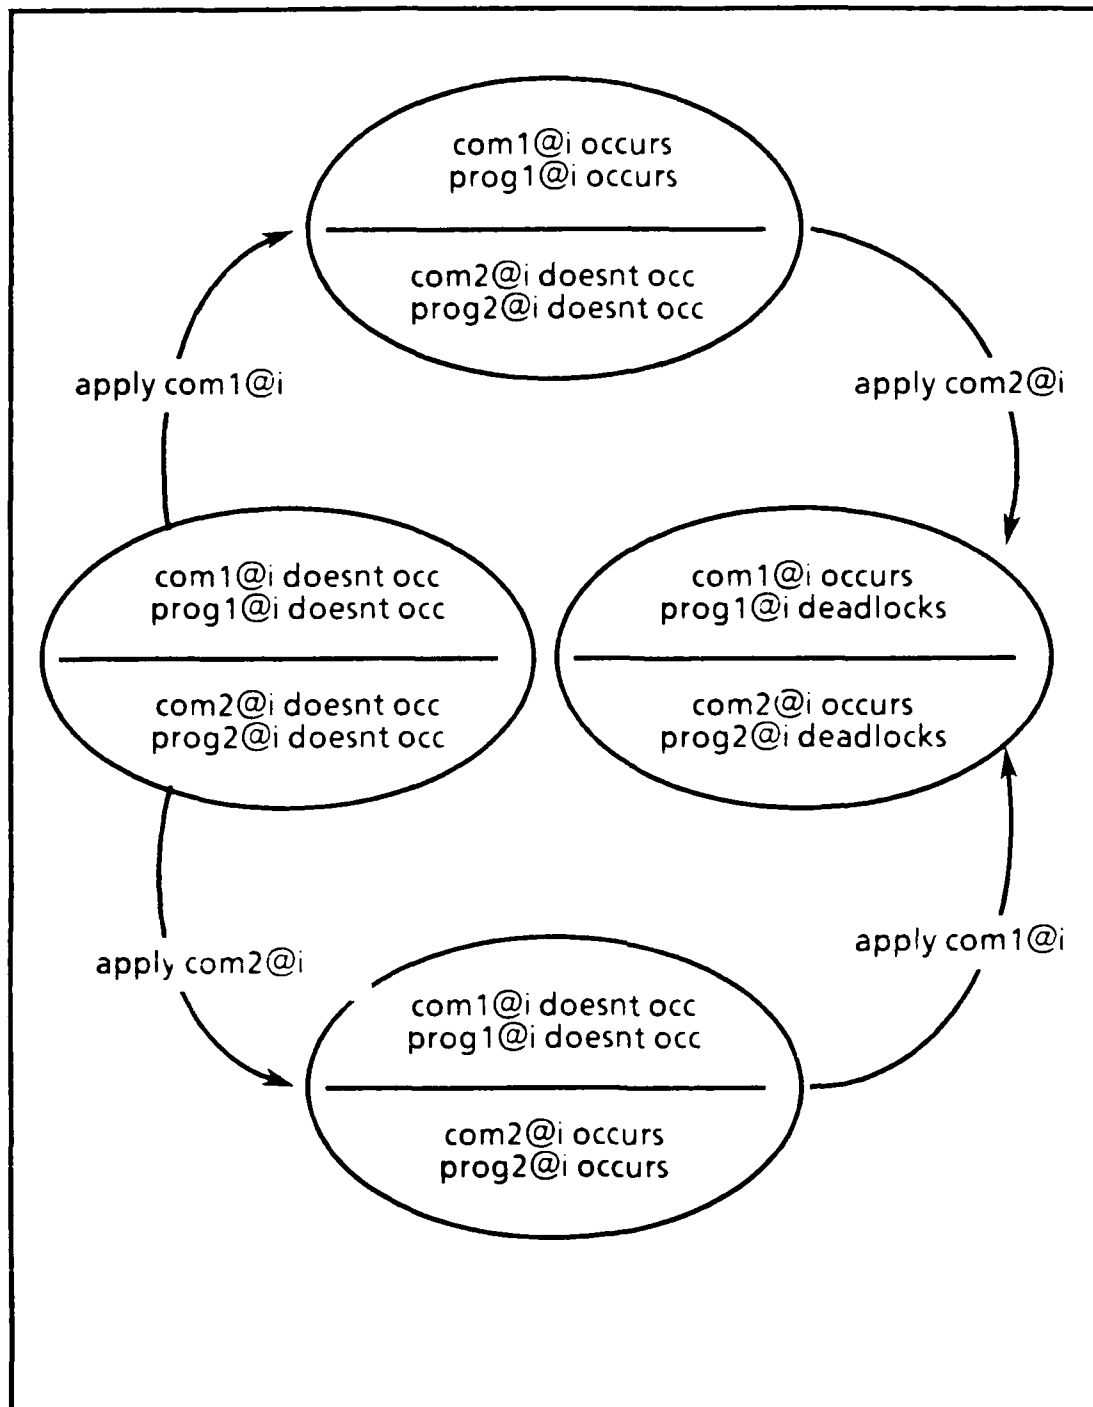 com1@i occurs
prog1@i occurs
com2@i doesnt occ
prog2@i doesnt occ
apply com1@i
apply com2@i
com1@i doesnt occ
prog1@i doesnt occ
com2@i doesnt occ
prog2@i doesnt occ
com1@i occurs
prog1@i deadlocks
com2@i occurs
prog2@i deadlocks
apply com2@i
apply com1@i
com1@i doesnt occ
prog1@i doesnt occ
com2@i occurs
prog2@i occurs